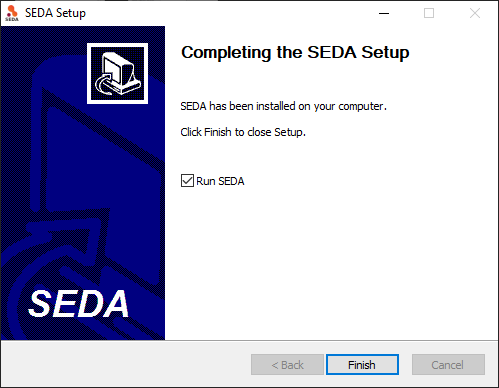 SEDA Setup
SEDA
Completing the SEDA Setup
SEDA has been installed on your computer.
Click Finish to close Setup.
Run SEDA
SEDA
< Back
Finish
Cancel